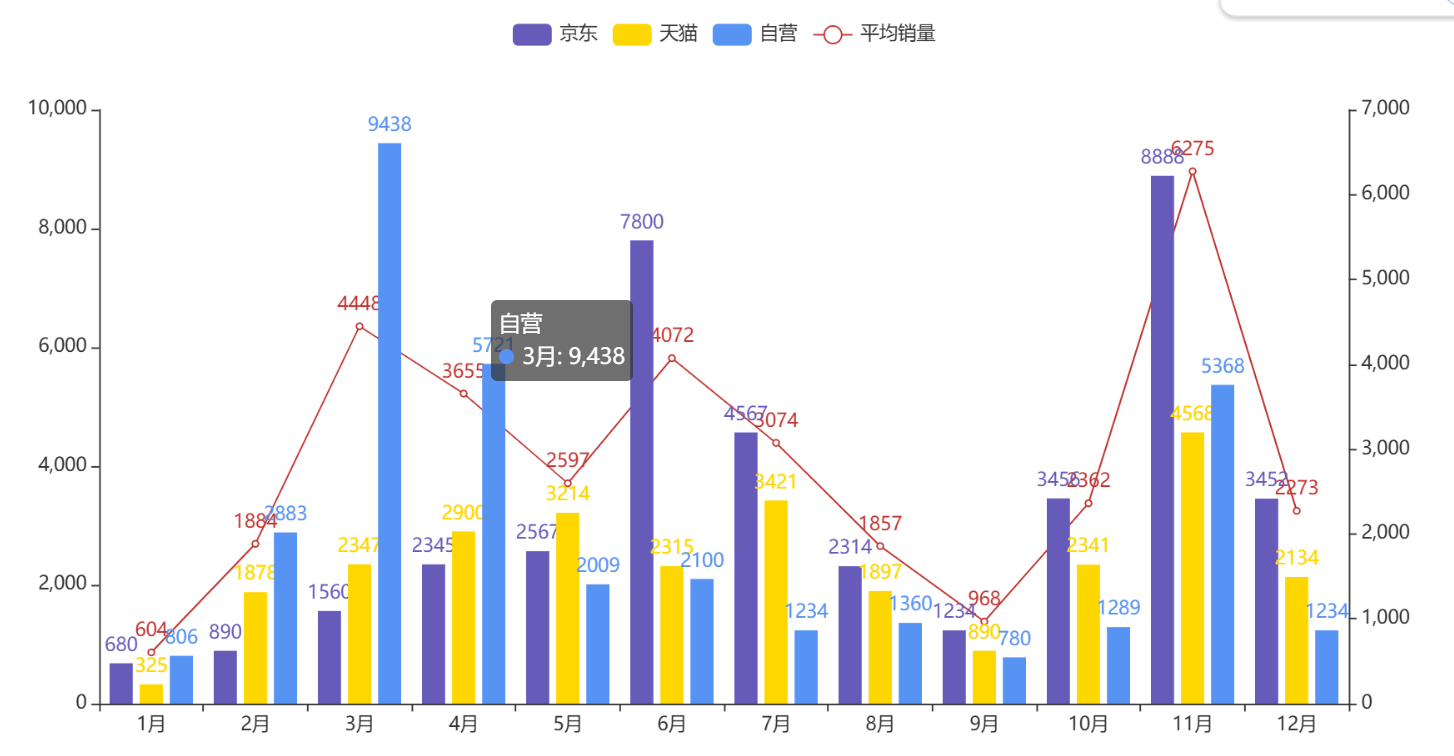 京东 天猫 自营 平均销量
10,000 7,000
9438
8888 6275
8,000 6,000
7800
5,000
4448
自营
3月: 9,438
6,000 5721 4072 4,000
3655 5368
4567 3074 4568
4,000 2597 3,000
3214 3421
2883 3456 2362 3452 2273
1884 2,000
2345 2900 2567 2314 1857
2347 2315 2100 1897 2341 2134
2,000 1878 2009
1560 1234 1360 1234 968 1289 1234 1,000
680 604 806 890 890 780
325
0 0
1月 2月 3月 4月 5月 6月 7月 8月 9月 10月 11月 12月